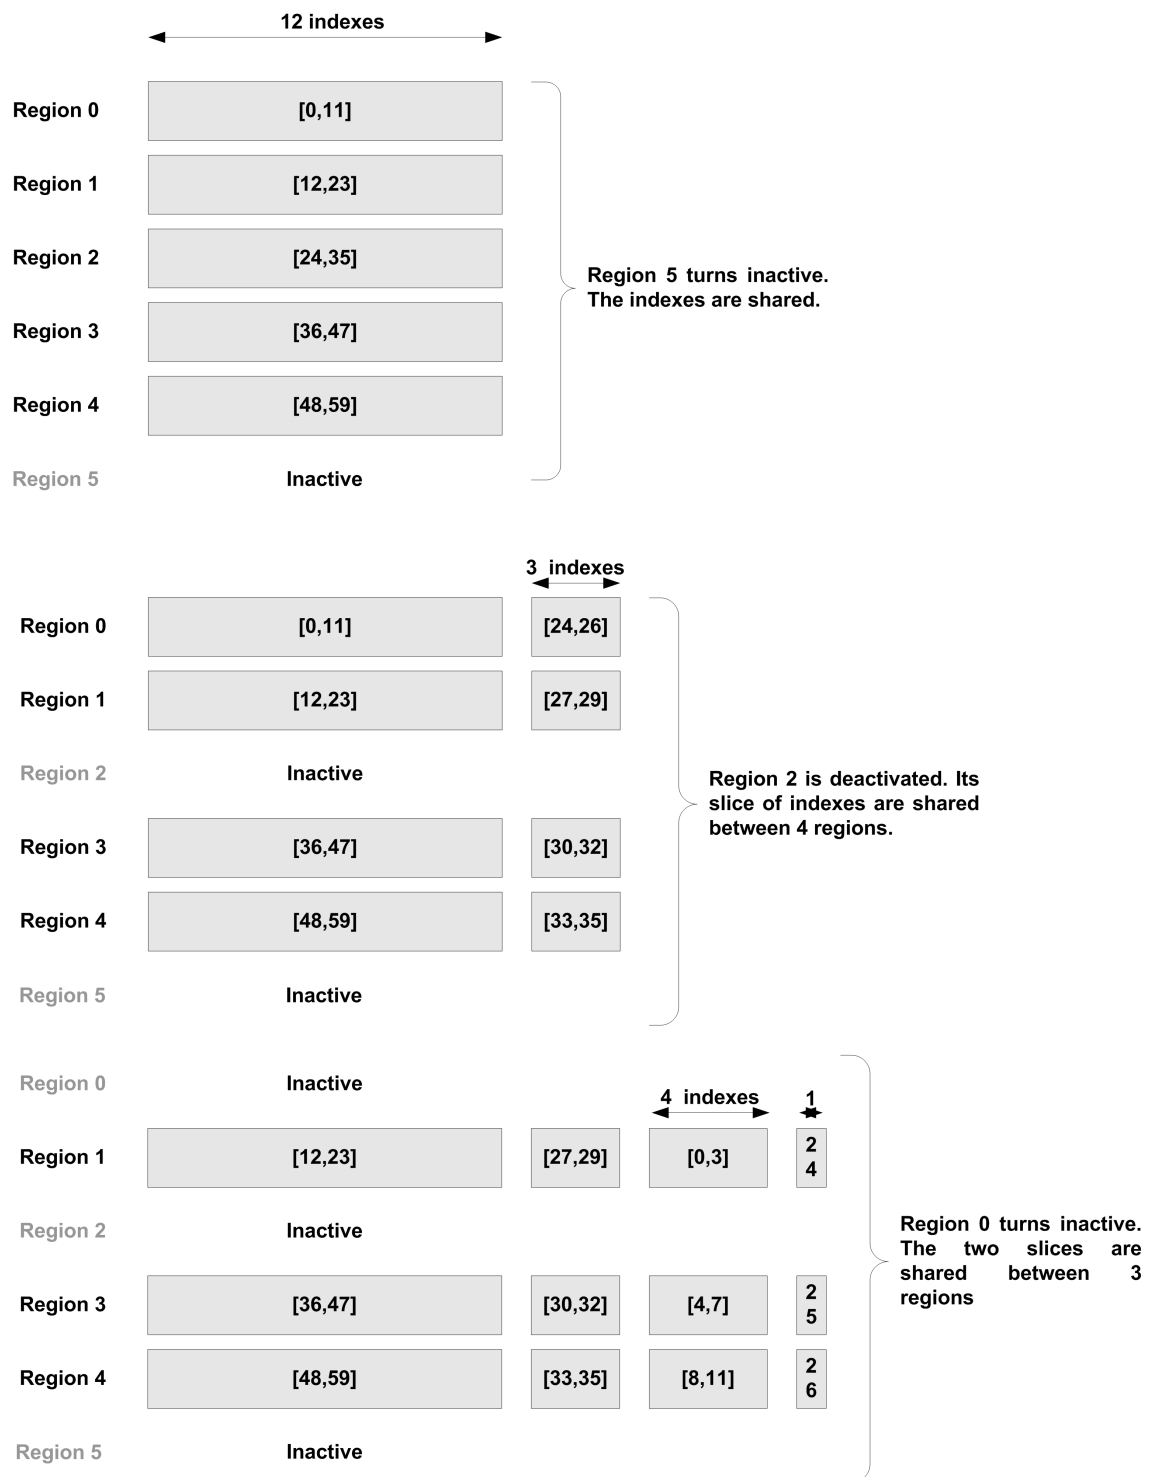 12 indexes
Region 0 [0,11]
Region 1 [12,23]
Region 2 [24,35]
Region 5 turns inactive.
The indexes are shared.
Region 3 [36,47]
Region 4 [48,59]
Region 5 Inactive
3 indexes
Region 0 [0,11] [24,26]
Region 1 [12,23] [27,29]
Region 2 Inactive
Region 2 is deactivated. Its
slice of indexes are shared
between 4 regions.
Region 3 [36,47] [30,32]
Region 4 [48,59] [33,35]
Region 5 Inactive
Region 0 Inactive
4 indexes 1
Region 1 [12,23] [27,29] [0,3] 2
4
Region 2 Inactive
Region 0 turns inactive.
The two slices are
shared between 3
regions
Region 3 [36,47] [30,32] [4,7] 2
5
Region 4 [48,59] [33,35] [8,11] 2
6
Region 5 Inactive